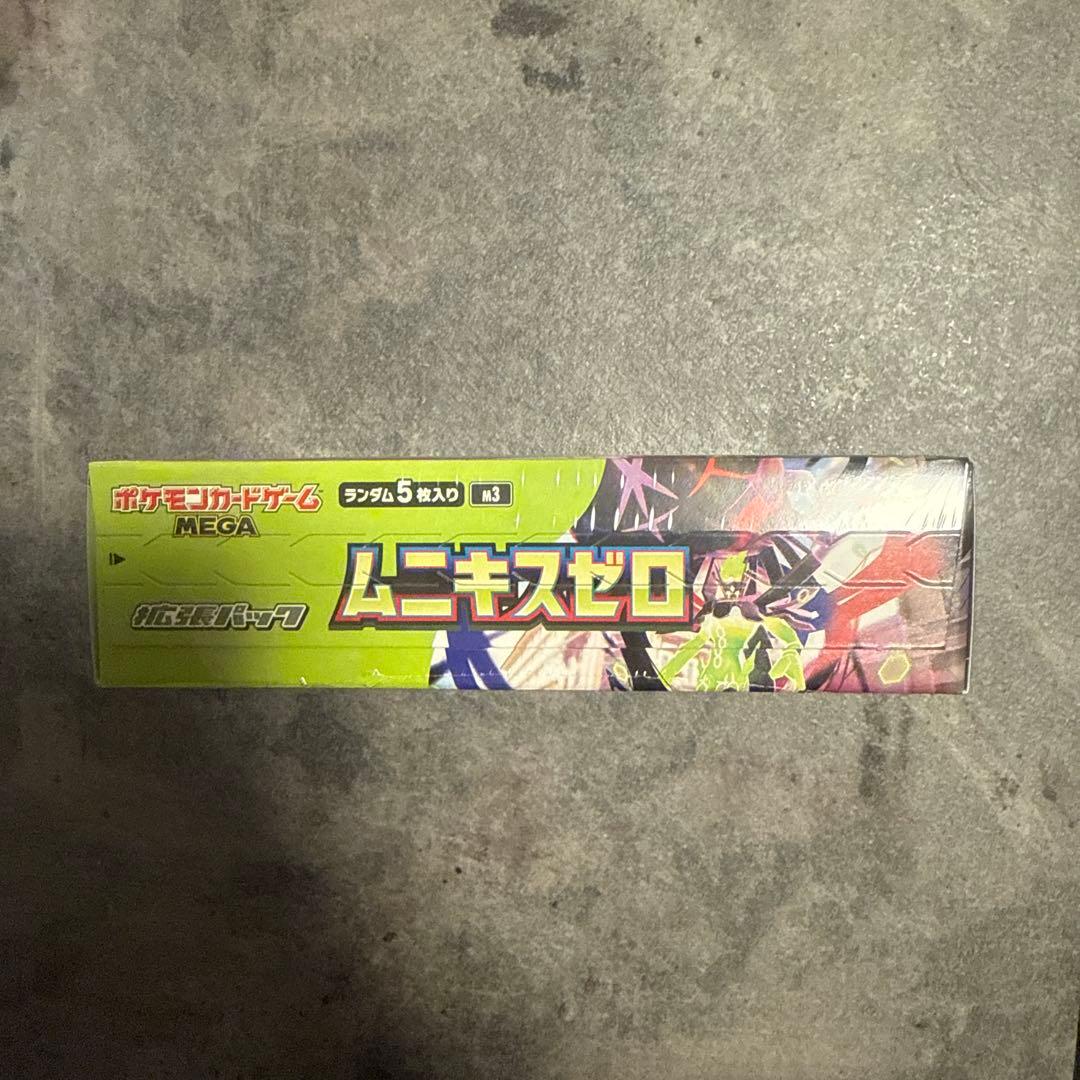 ポケモンカードゲーム
MEGA
ランダム5枚入り
M3
ムニキスゼロ
拡張パック